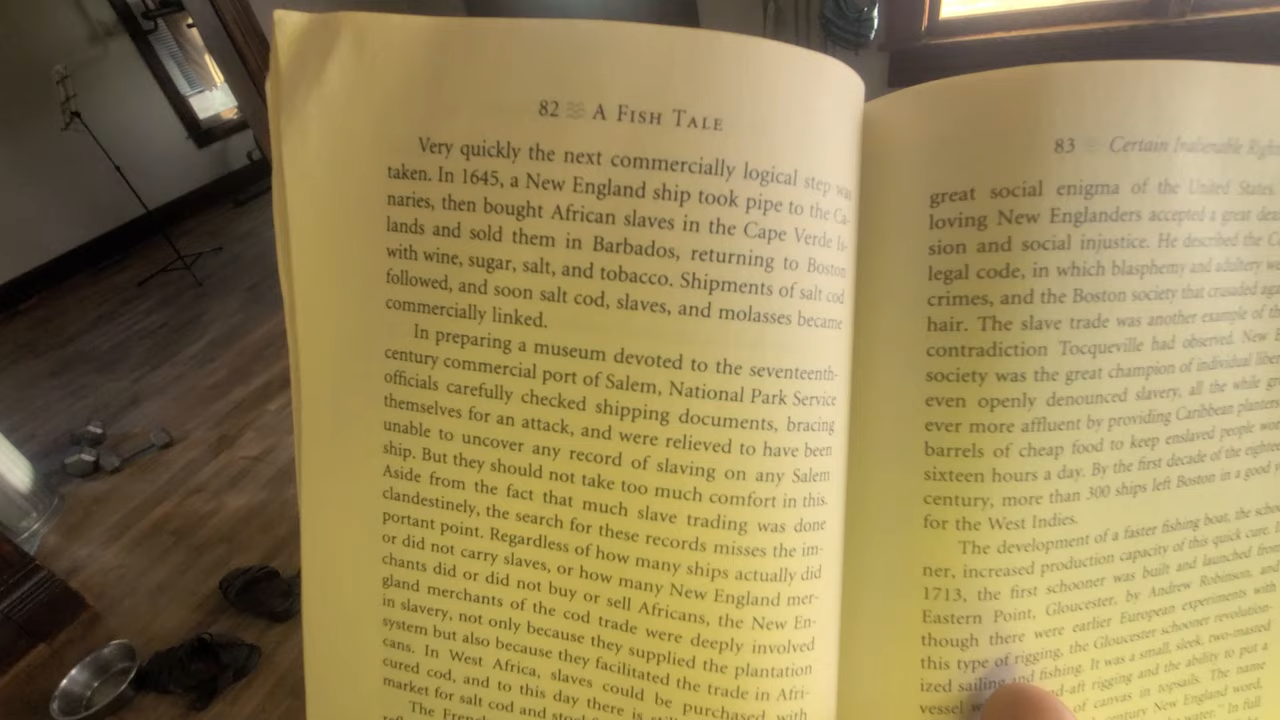 82 A FISH TALE
Very quickly the next commercially logical step was
taken. In 1645, a New England ship took pipe to the Ca-
naries, then bought African slaves in the Cape Verde Is-
lands and sold them in Barbados, returning to Boston
with wine, sugar, salt, and tobacco. Shipments of salt cod
followed, and soon salt cod, slaves, and molasses became
commercially linked.
In preparing a museum devoted to the seventeenth-
century commercial port of Salem, National Park Service
officials carefully checked shipping documents, bracing
themselves for an attack, and were relieved to have been
unable to uncover any record of slaving on any Salem
ship. But they should not take too much comfort in this.
Aside from the fact that much slave trading was done
clandestinely, the search for these records misses the im-
portant point. Regardless of how many ships actually did
or did not carry slaves, or how many New England mer-
chants did or did not buy or sell Africans, the New En-
gland merchants of the cod trade were deeply involved
in slavery, not only because they supplied the plantation
system but also because they facilitated the trade in Afri-
cans. In West Africa, slaves could be purchased with
cured cod, and to this day there is
market for salt cod and
The
83 Certain Inalienable
great social enigma of the United States.
loving New Englanders accepted a great
sion and social injustice. He described the
legal code, in which blasphemy and adultery
crimes, and the Boston society that crusaded
hair. The slave trade was another example of
contradiction Tocqueville had observed. New
society was the great champion of individual
even openly denounced slavery, all the while
ever more affluent by providing Caribbean planters
barrels of cheap food to keep enslaved people
sixteen hours a day. By the first decade of the
century, more than 300 ships left Boston in a good
for the West Indies.
The development of a faster fishing boat, the
ner, increased production capacity of this quick cure. In
1713, the first schooner was built and launched from
Eastern Point, Gloucester, by Andrew Robinson, and
though there were earlier European experiments with
this type of rigging, the Gloucester schooner revolution-
ized sailing and fishing. It was a small, sleek, two-masted
vessel rigging and the ability to put a
of canvas in topsails. The name
century New England word,
In full